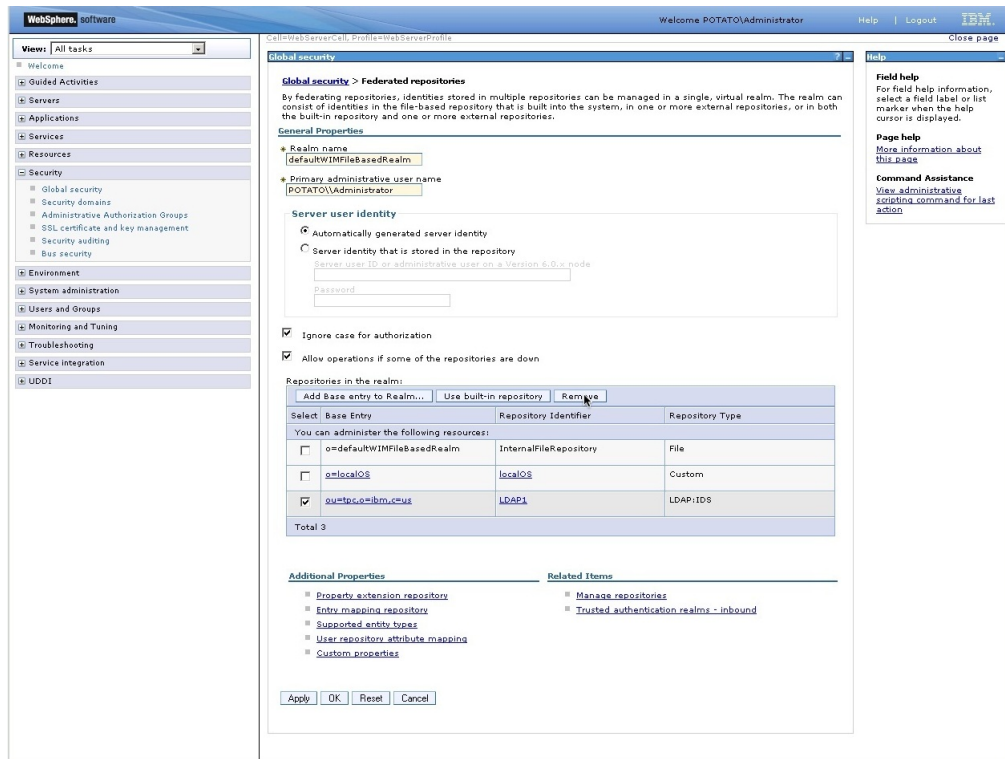 WebSphere. software
Welcome POTATO\Administrator
Help | Logout
IBM.
View: All tasks
Cell=WebServerCell, Profile=WebServerProfile
Close page
Welcome
Guided Activities
Servers
Applications
Services
Resources
Security
Global security
Security domains
Administrative Authorization Groups
SSL certificate and key management
Security auditing
Bus security
Environment
System administration
Users and Groups
Monitoring and Tuning
Troubleshooting
Service integration
UDDI
Global security ? -
Global security > Federated repositories
By federating repositories, identities stored in multiple repositories can be managed in a single, virtual realm. The realm can
consist of identities in the file-based repository that is built into the system, in one or more external repositories, or in both
the built-in repository and one or more external repositories.
General Properties
* Realm name
defaultWIMFileBasedRealm
* Primary administrative user name
POTATO\\Administrator
Server user identity
Automatically generated server identity
Server identity that is stored in the repository
Server user ID or administrative user on a Version 6.0.x node
Password
Ignore case for authorization
Allow operations if some of the repositories are down
Repositories in the realm:
Add Base entry to Realm... Use built-in repository Remove
Select Base Entry Repository Identifier Repository Type
You can administer the following resources:
o=defaultWIMFileBasedRealm InternalFileRepository File
o=localOS localOS Custom
ou=tpc,o=ibm,c=us LDAP1 LDAP:IDS
Total 3
Additional Properties
Property extension repository
Entry mapping repository
Supported entity types
User repository attribute mapping
Custom properties
Related Items
Manage repositories
Trusted authentication realms - inbound
Apply OK Reset Cancel
Help -
Field help
For field help information,
select a field label or list
marker when the help
cursor is displayed.
Page help
More information about
this page
Command Assistance
View administrative
scripting command for last
action